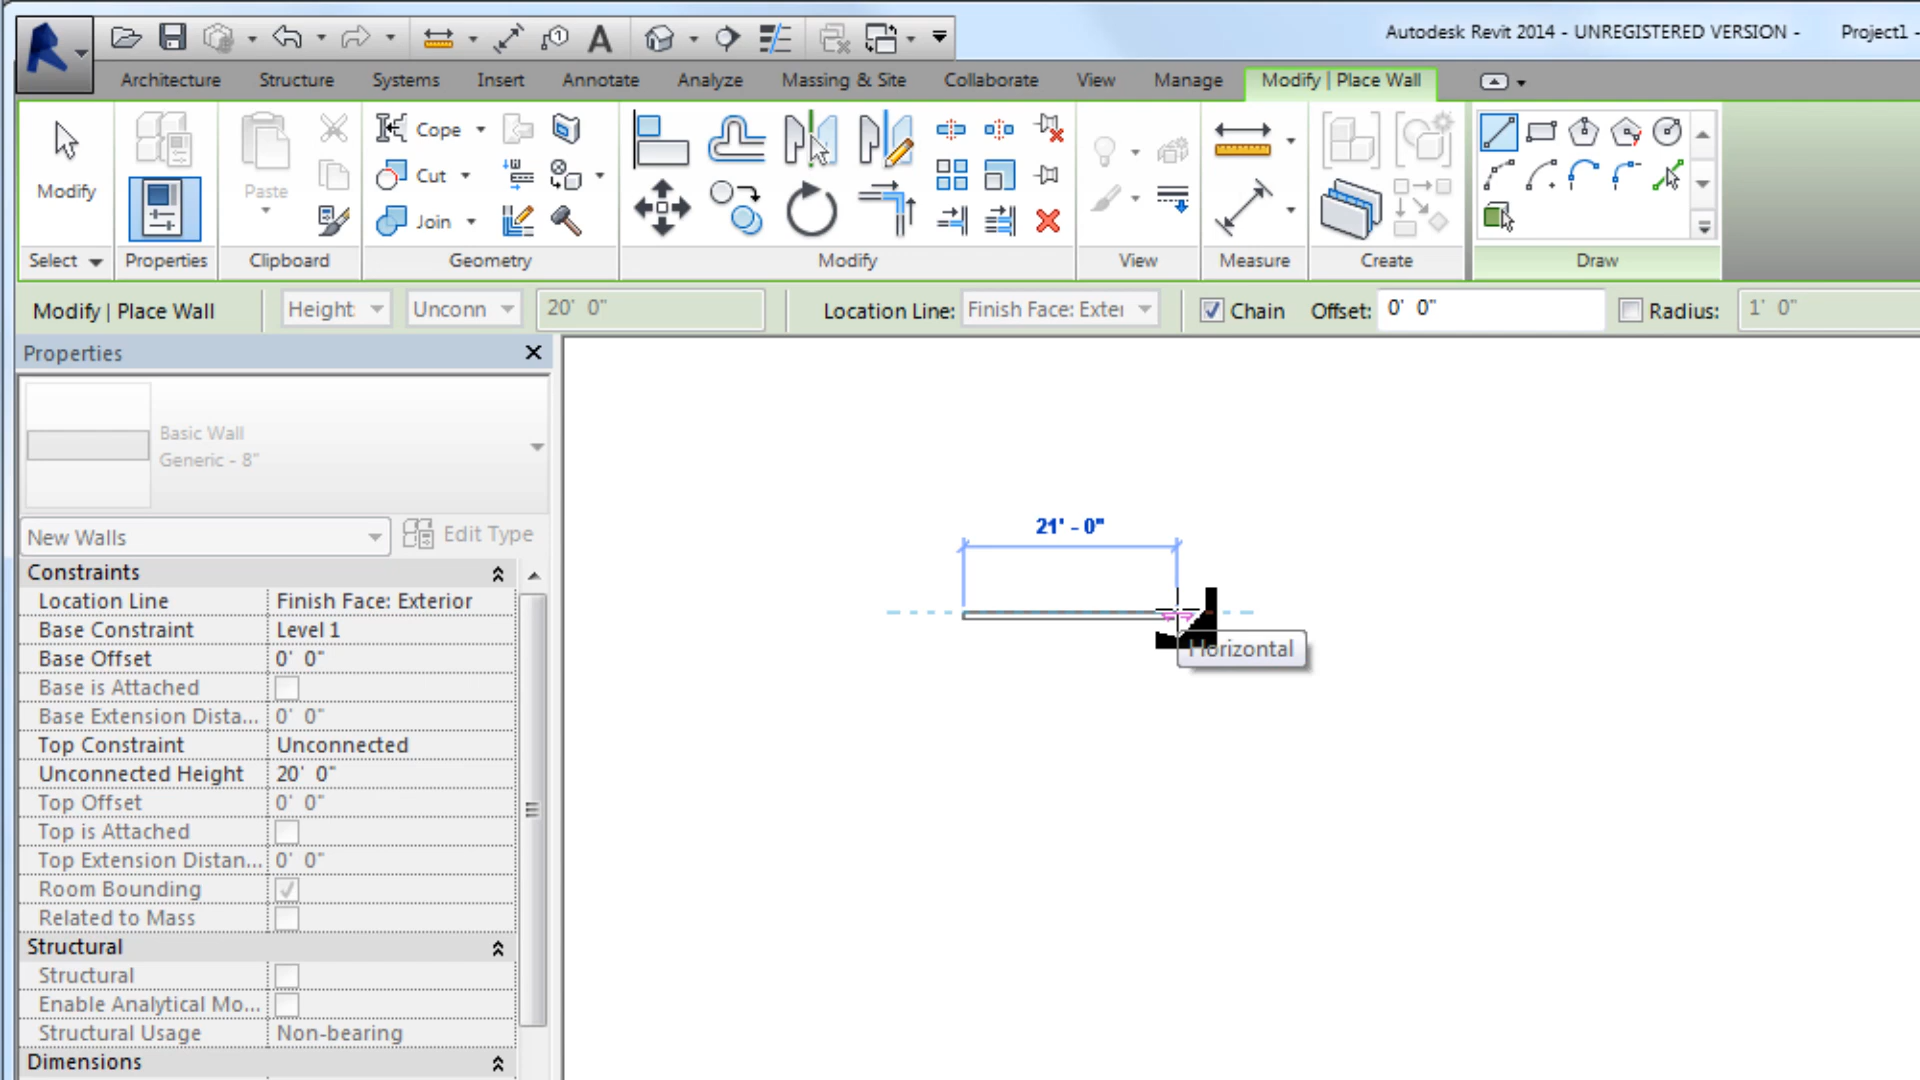 Autodesk Revit 2014 - UNREGISTERED VERSION -    Project1 -
Architecture Structure Systems Insert Annotate Analyze Massing & Site Collaborate View Manage Modify | Place Wall
Modify
Cope
Cut
Join
Paste
Select Properties Clipboard Geometry Modify View Measure Create Draw
Modify | Place Wall Height: Unconn 20' 0" Location Line: Finish Face: Exter Chain Offset: 0' 0" Radius: 1' 0"
Properties
Basic Wall
Generic - 8"
New Walls Edit Type
Constraints
Location Line Finish Face: Exterior
Base Constraint Level 1
Base Offset 0' 0"
Base is Attached
Base Extension Dista... 0' 0"
Top Constraint Unconnected
Unconnected Height 20' 0"
Top Offset 0' 0"
Top is Attached
Top Extension Distan... 0' 0"
Room Bounding
Related to Mass
Structural
Structural
Enable Analytical Mo...
Structural Usage Non-bearing
Dimensions
21' - 0"
Horizontal